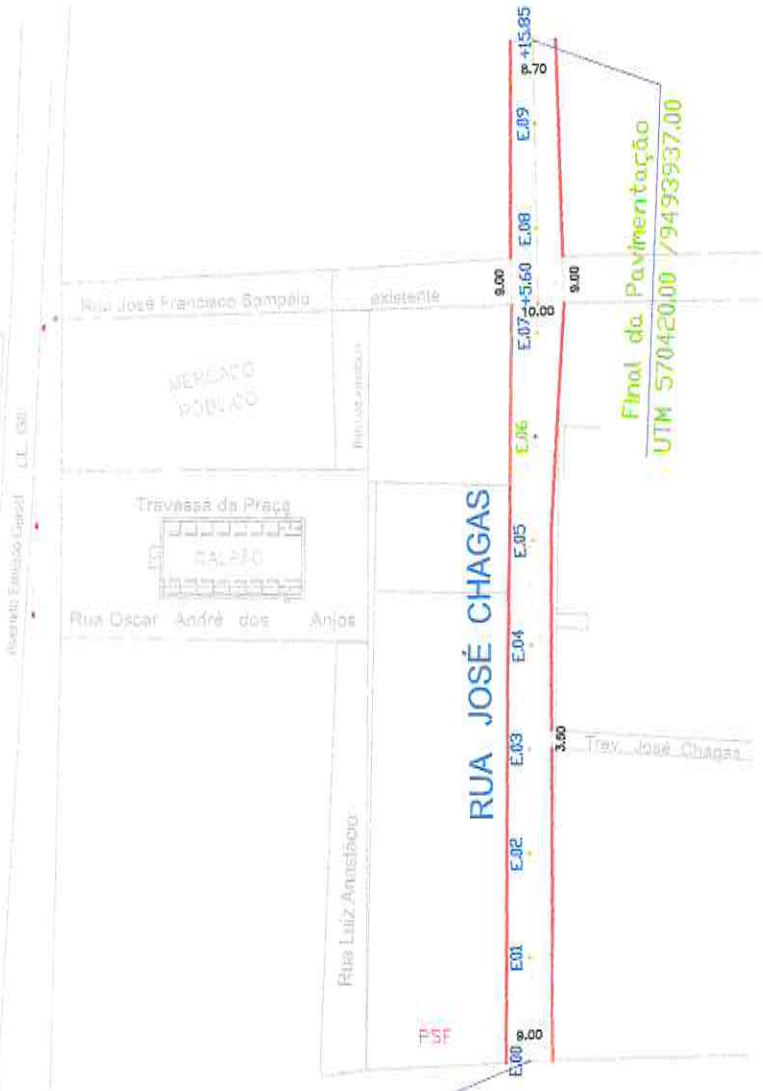 Rua José Francisco Sampaio
existente
MERCADO
PÚBLICO
Travessa da Praça
GALPÃO
Rua Oscar André dos Anjos
Rua Luiz Anastácio
PSF
RUA JOSÉ CHAGAS
E.00
E.01
E.02
E.03
E.04
E.05
E.06
E.07
+5.60
E.08
E.09
+15.85
8.00
3.50
10.00
9.00
9.00
8.70
Trav. José Chagas
Final da Pavimentação
UTM 570420.00 /9493937.00